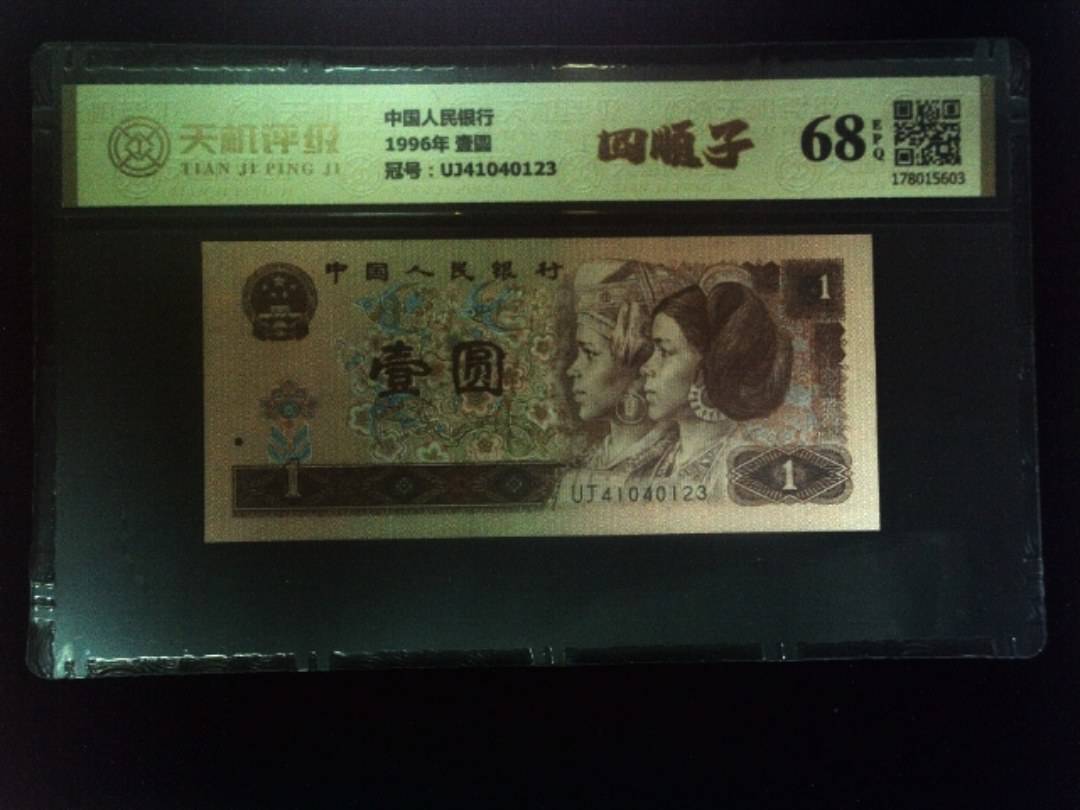 天机评级
TIAN JI PING JI
中国人民银行
1996年 壹圆
冠号：UJ41040123
四顺子
68
EPQ
178015603
中国人民银行
1
壹圆
1
UJ41040123
1